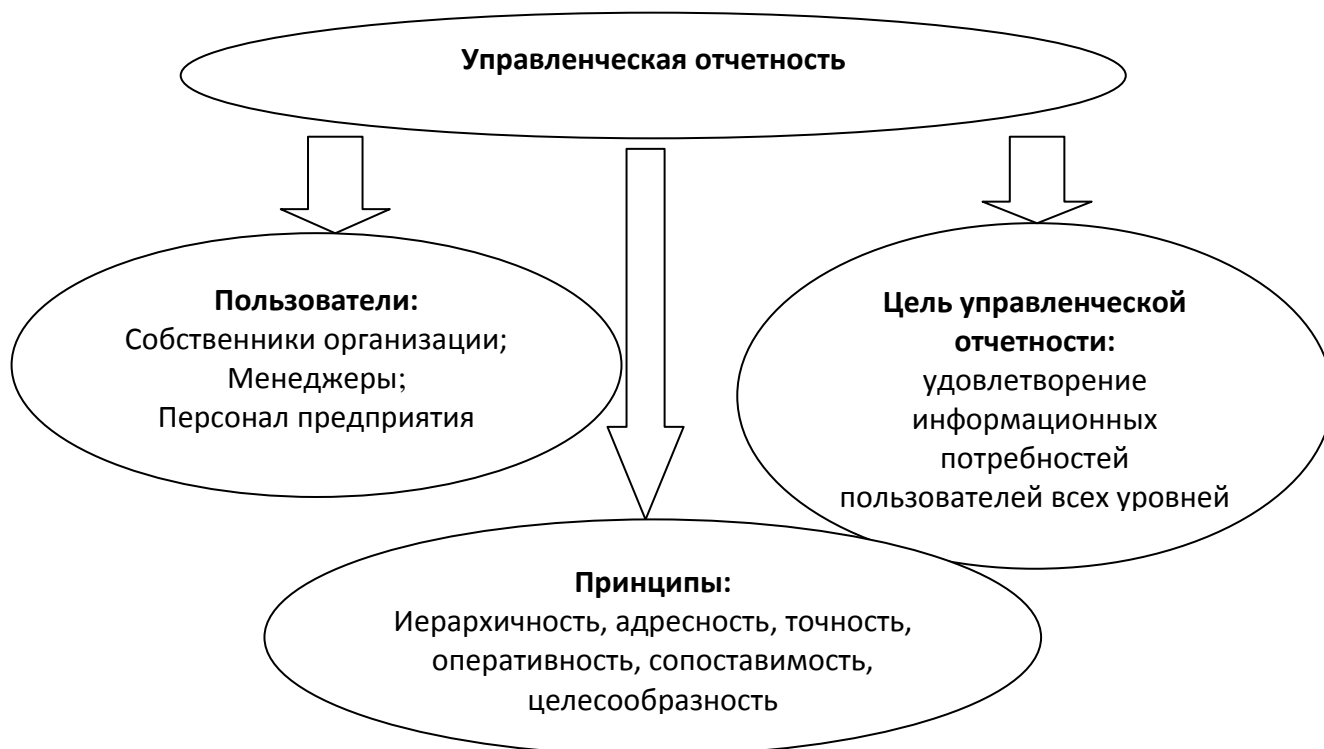 Управленческая отчетность
Пользователи:
Собственники организации;
Менеджеры;
Персонал предприятия
Цель управленческой
отчетности:
удовлетворение
информационных
потребностей
пользователей всех уровней
Принципы:
Иерархичность, адресность, точность,
оперативность, сопоставимость,
целесообразность